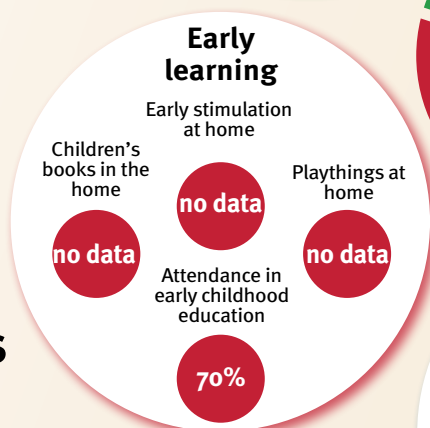 Early
learning
Early stimulation
at home
Children's
books in the
home
Playthings at
home
no data
no data
no data
Attendance in
early childhood
education
70%
s